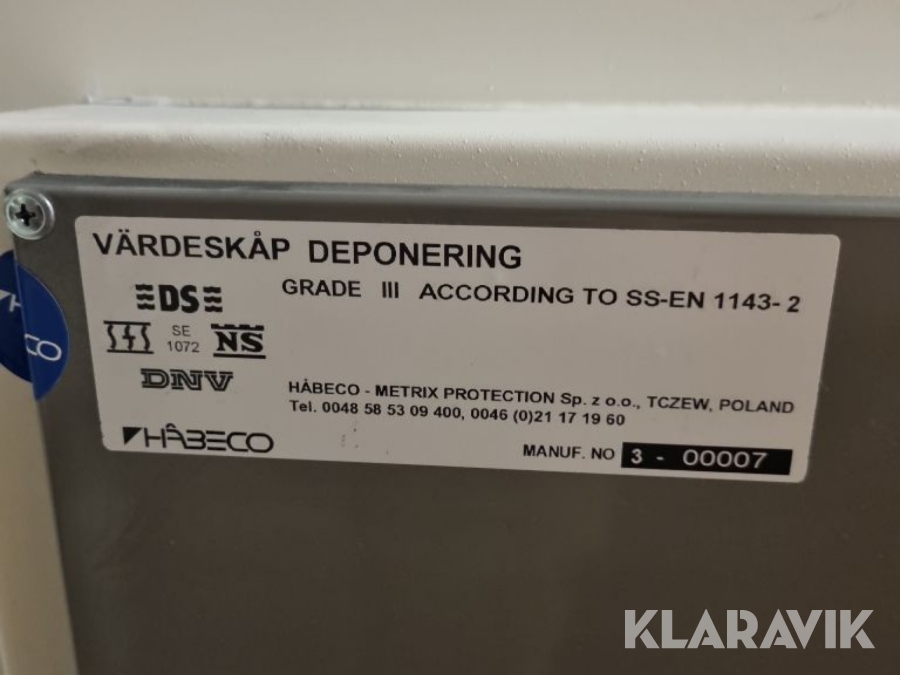 VÄRDESKÅP DEPONERING
GRADE III ACCORDING TO SS-EN 1143-2
DS
SE
1072
NS
DNV
HÅBECO - METRIX PROTECTION Sp. z o.o., TCZEW, POLAND
Tel. 0048 58 53 09 400, 0046 (0)21 17 19 60
HÅBECO
MANUF. NO 3 - 00007
CO
KLARAVIK